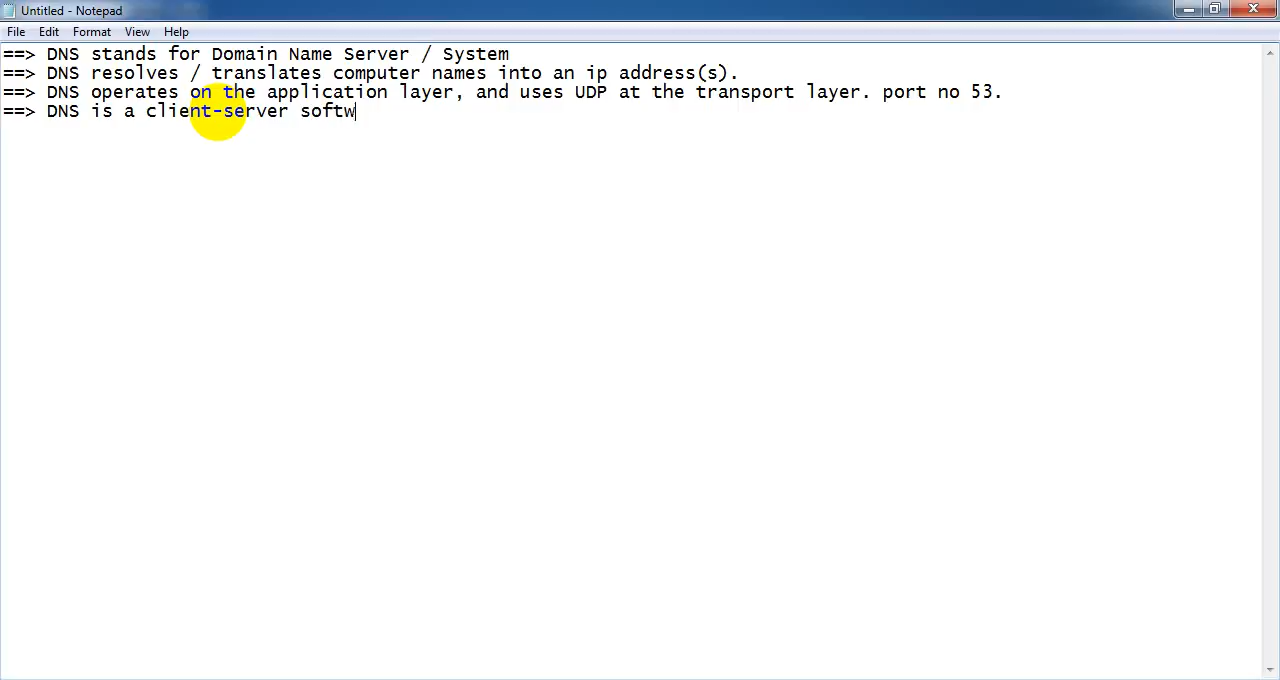 Untitled - Notepad
File Edit Format View Help
==> DNS stands for Domain Name Server / System
==> DNS resolves / translates computer names into an ip address(s).
==> DNS operates on the application layer, and uses UDP at the transport layer. port no 53.
==> DNS is a client-server softw